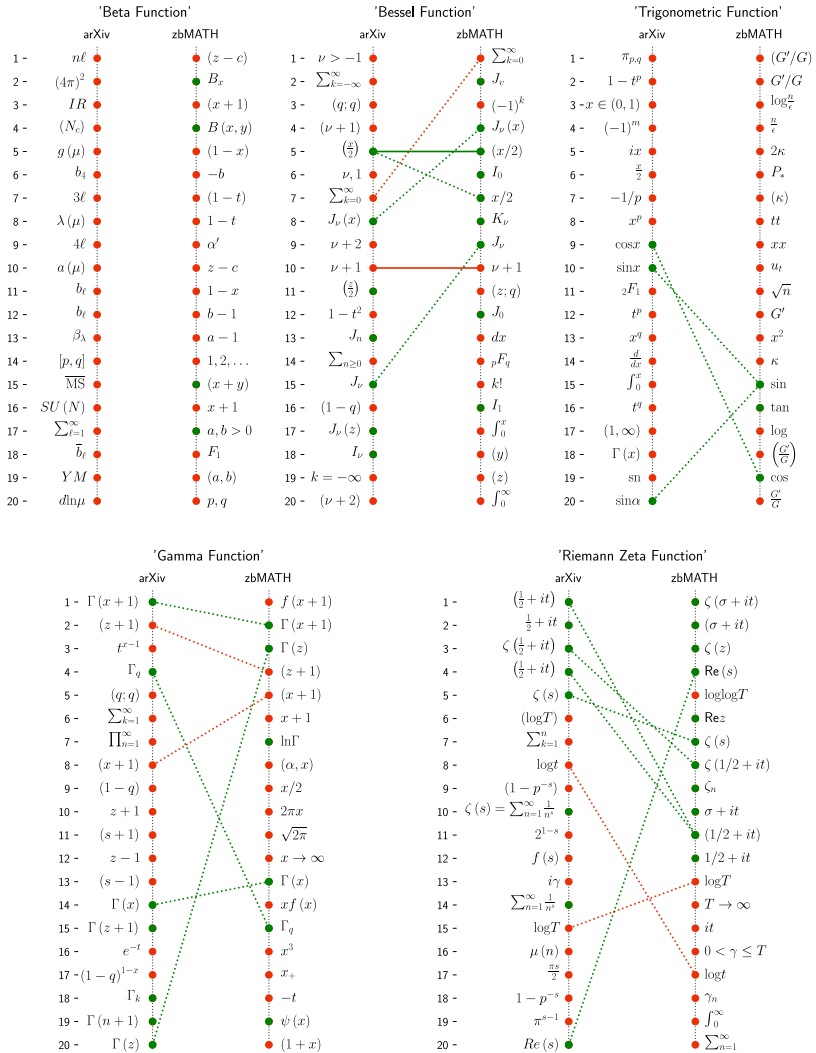 'Beta Function' 'Bessel Function' 'Trigonometric Function'
arXiv zbMATH arXiv zbMATH arXiv zbMATH
1 - nℓ (z − c) 1 - ν > −1 ∑_{k=0}^{∞} 1 - π_{p,q} (G′/G)
2 - (4π)^2 B_x 2 - ∑_{k=−∞}^{∞} J_v 2 - 1 − t^p G′/G
3 - IR (x+1) 3 - (q; q) (−1)^k 3 - x ∈ (0, 1) log n/ϵ
4 - (N_c) B (x, y) 4 - (ν + 1) J_ν (x) 4 - (−1)^m n/ϵ
5 - g (μ) (1 − x) 5 - (x/2) (x/2) 5 - ix 2κ
6 - b_4 −b 6 - ν, 1 I_0 6 - x/2 P_*
7 - 3ℓ (1 − t) 7 - ∑_{k=0}^{∞} x/2 7 - −1/p (κ)
8 - λ (μ) 1 − t 8 - J_ν (x) K_ν 8 - x^p tt
9 - 4ℓ α′ 9 - ν + 2 J_ν 9 - cosx xx
10 - a (μ) z − c 10 - ν + 1 ν + 1 10 - sinx u_t
11 - b_ℓ 1 − x 11 - (z/2) (z; q) 11 - _2F_1 √n
12 - b_ℓ b − 1 12 - 1 − t^2 J_0 12 - t^p G′
13 - β_λ a − 1 13 - J_n dx 13 - x^q x^2
14 - [p, q] 1, 2, . . . 14 - ∑_{n≥0} _pF_q 14 - d/dx κ
15 - \overline{MS} (x+y) 15 - J_ν k! 15 - ∫_0^x sin
16 - SU (N) x + 1 16 - (1 − q) I_1 16 - t^q tan
17 - ∑_{ℓ=1}^{∞} a, b > 0 17 - J_ν (z) ∫_0^x 17 - (1, ∞) log
18 - \overline{b}_ℓ F_1 18 - I_ν (y) 18 - Γ (x) (G′/G)
19 - YM (a, b) 19 - k = −∞ (z) 19 - sn cos
20 - dlnμ p, q 20 - (ν + 2) ∫_0^∞ 20 - sinα G′/G
'Gamma Function' 'Riemann Zeta Function'
arXiv zbMATH arXiv zbMATH
1 - Γ (x + 1) f (x + 1) 1 - (1/2 + it) ζ (σ + it)
2 - (z + 1) Γ (x + 1) 2 - 1/2 + it (σ + it)
3 - t^{x−1} Γ (z) 3 - ζ (1/2 + it) ζ (z)
4 - Γ_q (z + 1) 4 - (1/2 + it) Re (s)
5 - (q; q) (x + 1) 5 - ζ (s) loglogT
6 - ∑_{k=1}^{∞} x + 1 6 - (logT) Rez
7 - ∏_{n=1}^{∞} lnΓ 7 - ∑_{k=1}^{n} ζ (s)
8 - (x + 1) (α, x) 8 - logt ζ (1/2 + it)
9 - (1 − q) x/2 9 - (1 − p^{−s}) ζ_n
10 - z + 1 2πx 10 - ζ (s) = ∑_{n=1}^{∞} 1/n^s σ + it
11 - (s + 1) √2π 11 - 2^{1−s} (1/2 + it)
12 - z − 1 x → ∞ 12 - f (s) 1/2 + it
13 - (s − 1) Γ (x) 13 - iγ logT
14 - Γ (x) xf (x) 14 - ∑_{n=1}^{∞} 1/n^s T → ∞
15 - Γ (z + 1) Γ_q 15 - logT it
16 - e^{−t} x^3 16 - μ (n) 0 < γ ≤ T
17 - (1 − q)^{1−x} x_+ 17 - πs/2 logt
18 - Γ_k −t 18 - 1 − p^{−s} γ_n
19 - Γ (n + 1) ψ (x) 19 - π^{s−1} ∫_0^∞
20 - Γ (z) (1 + x) 20 - Re (s) ∑_{n=1}^{∞}